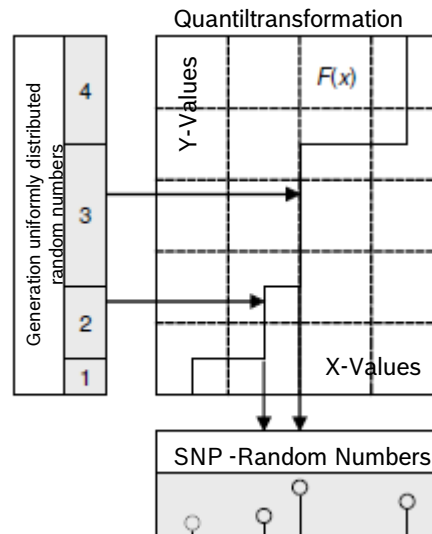 Quantiltransformation
Generation uniformly distributed
random numbers
4
3
2
1
Y-Values
F(x)
X-Values
SNP -Random Numbers